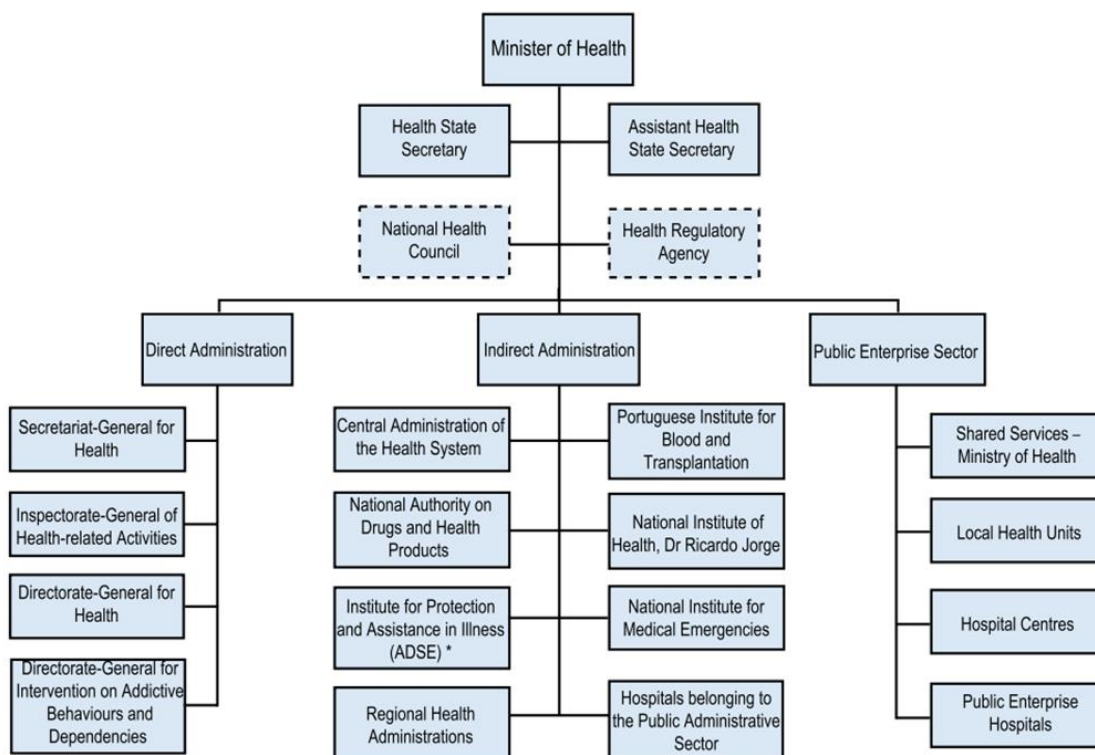 Minister of Health
Health State
Secretary
Assistant Health
State Secretary
National Health
Council
Health Regulatory
Agency
Direct Administration
Indirect Administration
Public Enterprise Sector
Secretariat-General for
Health
Inspectorate-General of
Health-related Activities
Directorate-General for
Health
Directorate-General for
Intervention on Addictive
Behaviours and
Dependencies
Central Administration of
the Health System
National Authority on
Drugs and Health
Products
Institute for Protection
and Assistance in Illness
(ADSE) *
Regional Health
Administrations
Portuguese Institute for
Blood and
Transplantation
National Institute of
Health, Dr Ricardo Jorge
National Institute for
Medical Emergencies
Hospitals belonging to
the Public Administrative
Sector
Shared Services –
Ministry of Health
Local Health Units
Hospital Centres
Public Enterprise
Hospitals